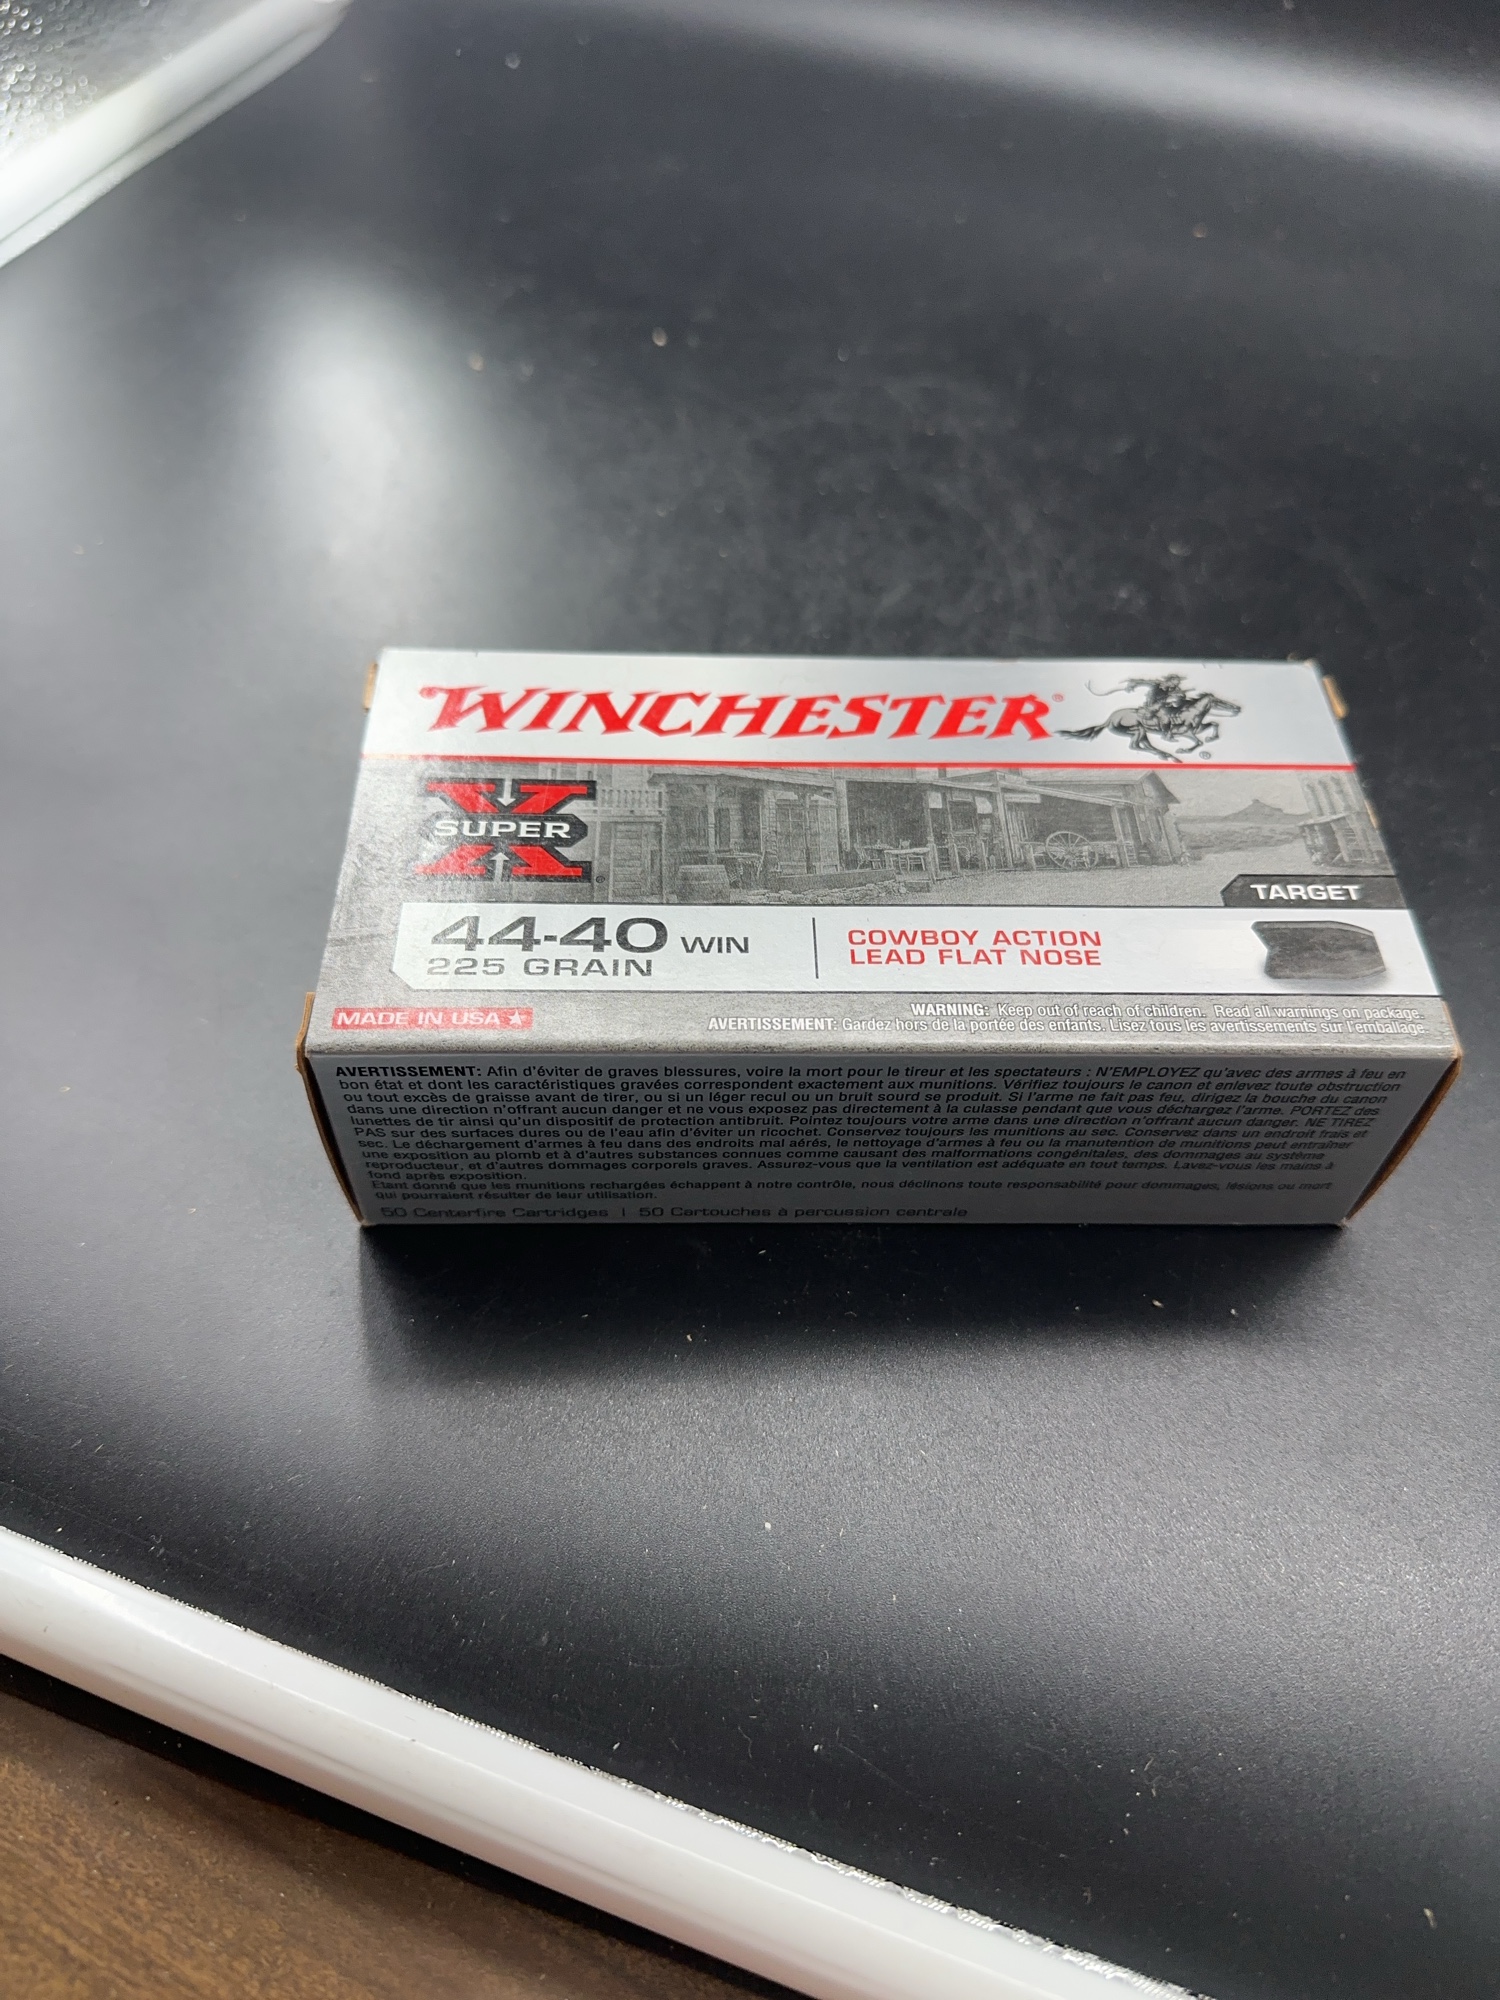 WINCHESTER®
X
SUPER
TARGET
44-40 WIN
225 GRAIN
COWBOY ACTION
LEAD FLAT NOSE
MADE IN USA
WARNING: Keep out of reach of children. Read all warnings on package.
AVERTISSEMENT: Gardez hors de la portée des enfants. Lisez tous les avertissements sur l'emballage.
AVERTISSEMENT: Afin d'éviter de graves blessures, voire la mort pour le tireur et les spectateurs : N'EMPLOYEZ qu'avec des armes à feu en
bon état et dont les caractéristiques gravées correspondent exactement aux munitions. Vérifiez toujours le canon et enlevez toute obstruction
ou tout excès de graisse avant de tirer, ou si un léger recul ou un bruit sourd se produit. Si l'arme ne fait pas feu, dirigez la bouche du canon
dans une direction n'offrant aucun danger et ne vous exposez pas directement à la culasse pendant que vous déchargez l'arme. PORTEZ des
lunettes de tir ainsi qu'un dispositif de protection antibruit. Pointez toujours votre arme dans une direction n'offrant aucun danger. NE TIREZ
PAS sur des surfaces dures ou de l'eau afin d'éviter un ricochet. Conservez toujours les munitions au sec. Conservez dans un endroit frais et
sec. Le déchargement d'armes à feu dans des endroits mal aérés, le nettoyage d'armes à feu ou la manutention de munitions peut entraîner
une exposition au plomb et à d'autres substances connues comme causant des malformations congénitales, des dommages au système
reproducteur, et d'autres dommages corporels graves. Assurez-vous que la ventilation est adéquate en tout temps. Lavez-vous les mains à
fond après exposition.
Étant donné que les munitions rechargées échappent à notre contrôle, nous déclinons toute responsabilité pour dommages, lésions ou mort
qui pourraient résulter de leur utilisation.
50 Centerfire Cartridges | 50 Cartouches à percussion centrale